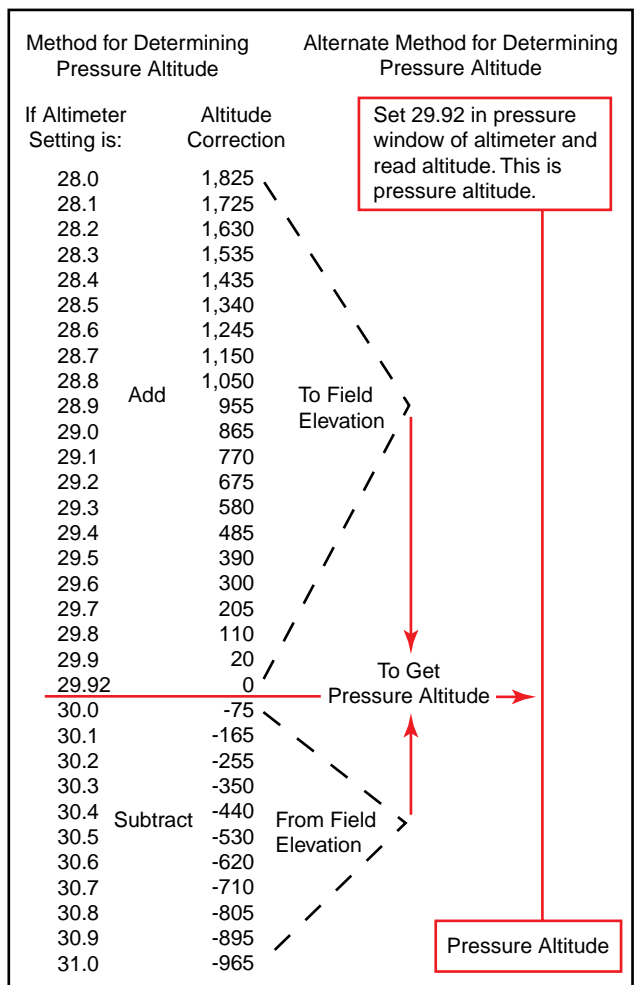 Method for Determining
Pressure Altitude
Alternate Method for Determining
Pressure Altitude
If Altimeter
Setting is:
Altitude
Correction
Set 29.92 in pressure
window of altimeter and
read altitude. This is
pressure altitude.
28.0 1,825
28.1 1,725
28.2 1,630
28.3 1,535
28.4 1,435
28.5 1,340
28.6 1,245
28.7 1,150
28.8 1,050
Add
To Field
Elevation
28.9 955
29.0 865
29.1 770
29.2 675
29.3 580
29.4 485
29.5 390
29.6 300
29.7 205
29.8 110
29.9 20
29.92 0
To Get
Pressure Altitude
30.0 -75
30.1 -165
30.2 -255
30.3 -350
30.4 -440
Subtract
From Field
Elevation
30.5 -530
30.6 -620
30.7 -710
30.8 -805
30.9 -895
31.0 -965
Pressure Altitude